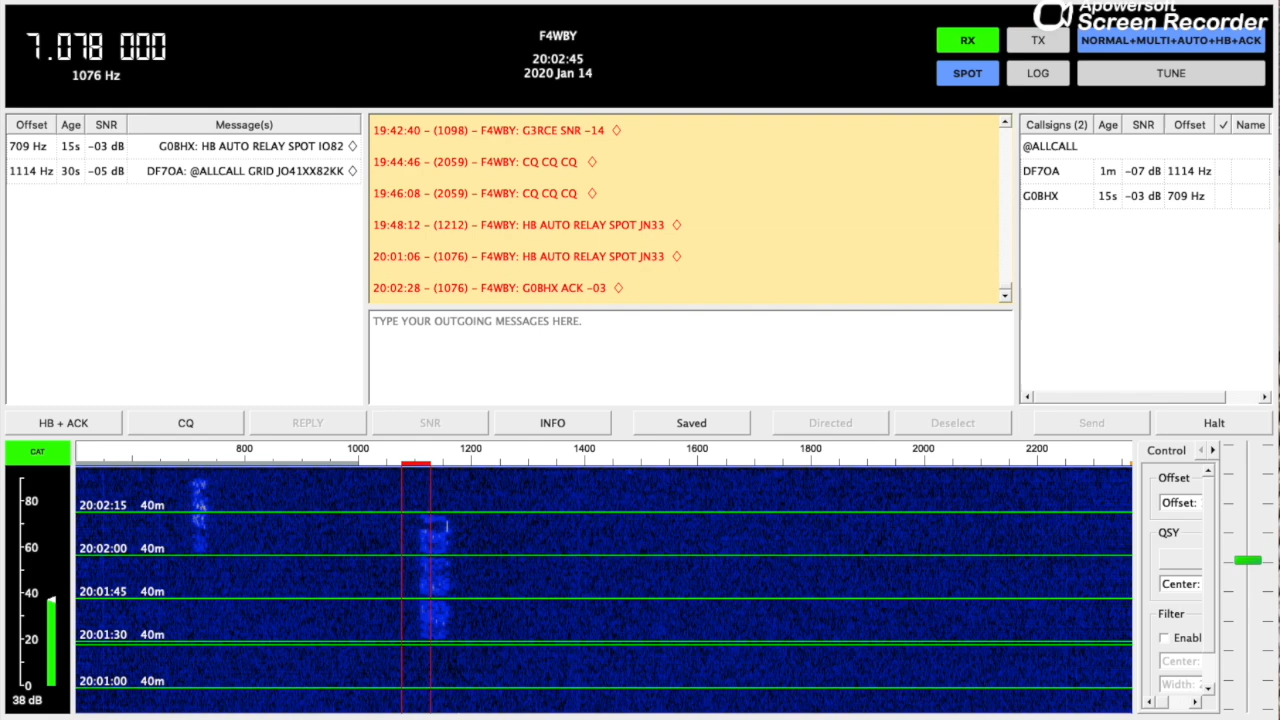 Apowersoft
Screen Recorder
7.078 000
1076 Hz
F4WBY
20:02:45
2020 Jan 14
RX
TX
NORMAL+MULTI+AUTO+HB+ACK
SPOT
LOG
TUNE
Offset Age SNR Message(s)
709 Hz 15s -03 dB G0BHX: HB AUTO RELAY SPOT IO82 ♢
1114 Hz 30s -05 dB DF7OA: @ALLCALL GRID JO41XX82KK ♢
19:42:40 - (1098) - F4WBY: G3RCE SNR -14 ♢
19:44:46 - (2059) - F4WBY: CQ CQ CQ ♢
19:46:08 - (2059) - F4WBY: CQ CQ CQ ♢
19:48:12 - (1212) - F4WBY: HB AUTO RELAY SPOT JN33 ♢
20:01:06 - (1076) - F4WBY: HB AUTO RELAY SPOT JN33 ♢
20:02:28 - (1076) - F4WBY: G0BHX ACK -03 ♢
TYPE YOUR OUTGOING MESSAGES HERE.
Callsigns (2) Age SNR Offset ✓ Name
@ALLCALL
DF7OA 1m -07 dB 1114 Hz
G0BHX 15s -03 dB 709 Hz
HB + ACK
CQ
REPLY
SNR
INFO
Saved
Directed
Deselect
Send
Halt
CAT
800 1000 1200 1400 1600 1800 2000 2200
20:02:15 40m
20:02:00 40m
20:01:45 40m
20:01:30 40m
20:01:00 40m
80
60
40
20
0
38 dB
Control
Offset
Offset:
QSY
Center:
Filter
Enabl
Center:
Width: 2